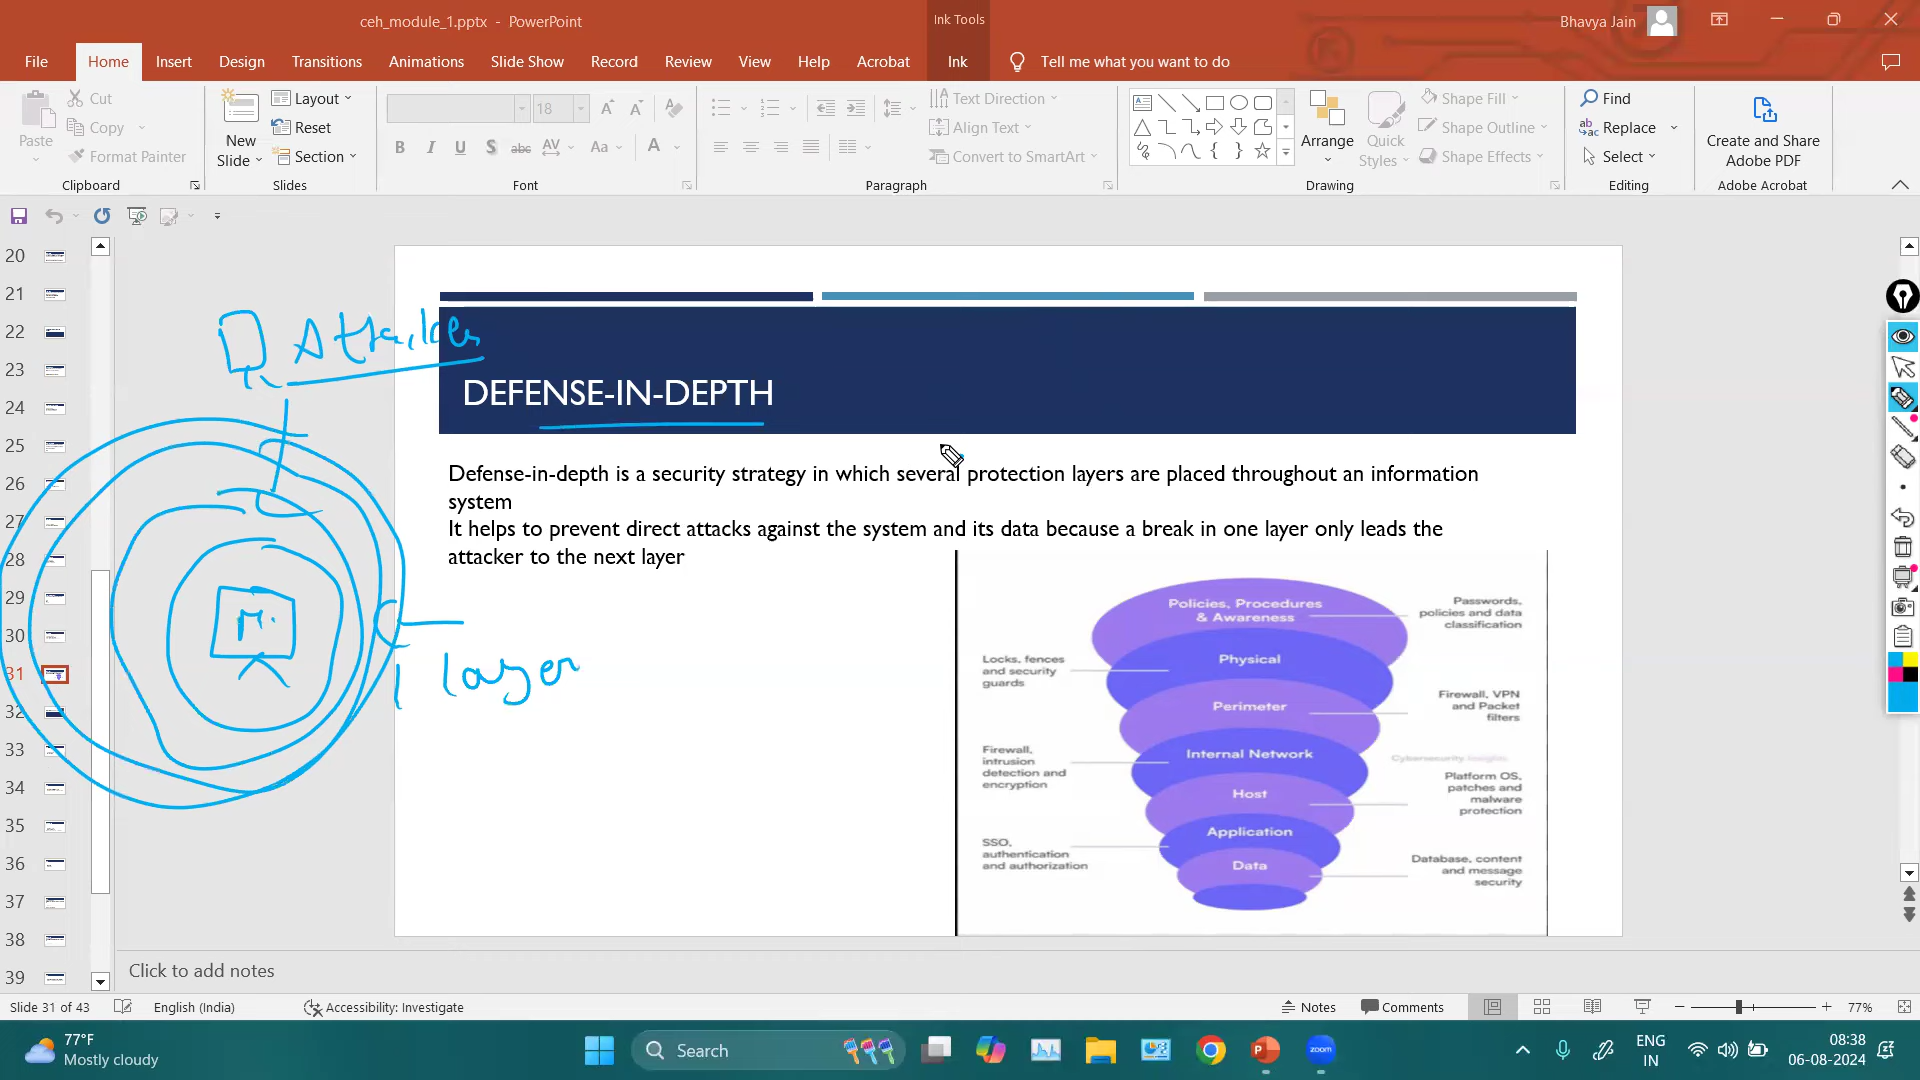 ceh_module_1.pptx - PowerPoint
Ink Tools
Bhavya Jain
File
Home
Insert
Design
Transitions
Animations
Slide Show
Record
Review
View
Help
Acrobat
Ink
Tell me what you want to do
Paste
Cut
Copy
Format Painter
Clipboard
New
Slide
Layout
Reset
Section
Slides
18
Font
Text Direction
Align Text
Convert to SmartArt
Paragraph
Arrange
Quick
Styles
Shape Fill
Shape Outline
Shape Effects
Drawing
Find
Replace
Select
Editing
Create and Share
Adobe PDF
Adobe Acrobat
20
21
22
23
24
25
26
27
28
29
30
31
32
33
34
35
36
37
38
39
DEFENSE-IN-DEPTH
Defense-in-depth is a security strategy in which several protection layers are placed throughout an information
system
It helps to prevent direct attacks against the system and its data because a break in one layer only leads the
attacker to the next layer
1 layer
Policies, Procedures
& Awareness
Physical
Perimeter
Internal Network
Host
Application
Data
Locks, fences
and security
guards
Firewall,
intrusion
detection and
encryption
SSO,
authentication
and authorization
Passwords,
policies and data
classification
Firewall, VPN
and Packet
filters
Cybersecurity Insights
Platform OS,
patches and
malware
protection
Database, content
and message
security
Click to add notes
Slide 31 of 43
English (India)
Accessibility: Investigate
Notes
Comments
77%
77°F
Mostly cloudy
Search
zoom
ENG
IN
08:38
06-08-2024